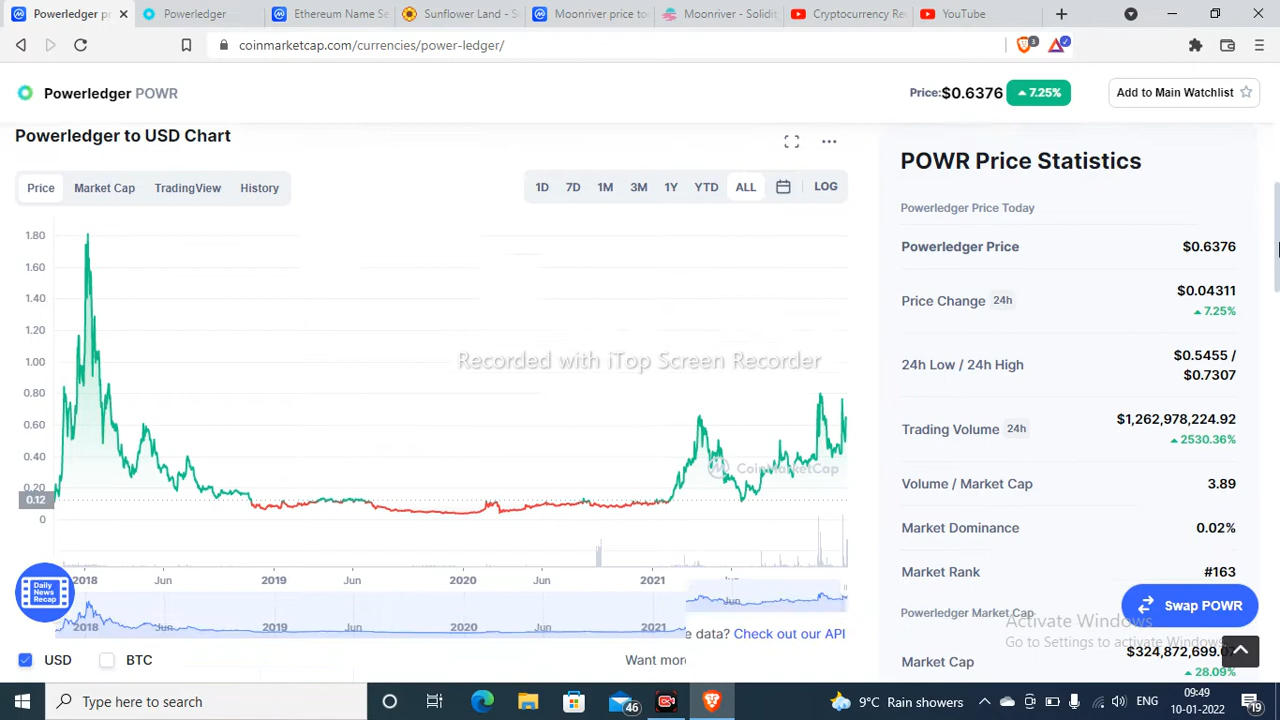 Powerledger pr
Powerledger
Ethereum Name Se
Sunflower Land - S
Moonriver price to
Moonriver - Solidit
Cryptocurrency Re
YouTube
coinmarketcap.com/currencies/power-ledger/
3
Powerledger POWR
Price:$0.6376
7.25%
Add to Main Watchlist
Powerledger to USD Chart
Price
Market Cap
TradingView
History
1D 7D 1M 3M 1Y YTD ALL LOG
1.80
1.60
1.40
1.20
1.00
0.80
0.60
0.40
0.20
0.12
0
Recorded with iTop Screen Recorder
CoinMarketCap
2018 Jun 2019 Jun 2020 Jun 2021 Jun
2018 Jun 2019 Jun 2020 Jun 2021 Jun
Daily
News
Recap
e data? Check out our API
USD
BTC
Want mor
POWR Price Statistics
Powerledger Price Today
Powerledger Price $0.6376
Price Change 24h $0.04311
7.25%
24h Low / 24h High $0.5455 /
$0.7307
Trading Volume 24h $1,262,978,224.92
2530.36%
Volume / Market Cap 3.89
Market Dominance 0.02%
Market Rank #163
Powerledger Market Cap
Swap POWR
Activate Windows
Go to Settings to activate Windows.
Market Cap $324,872,699.0
28.09%
Type here to search
46
9°C Rain showers
ENG
09:49
10-01-2022
19